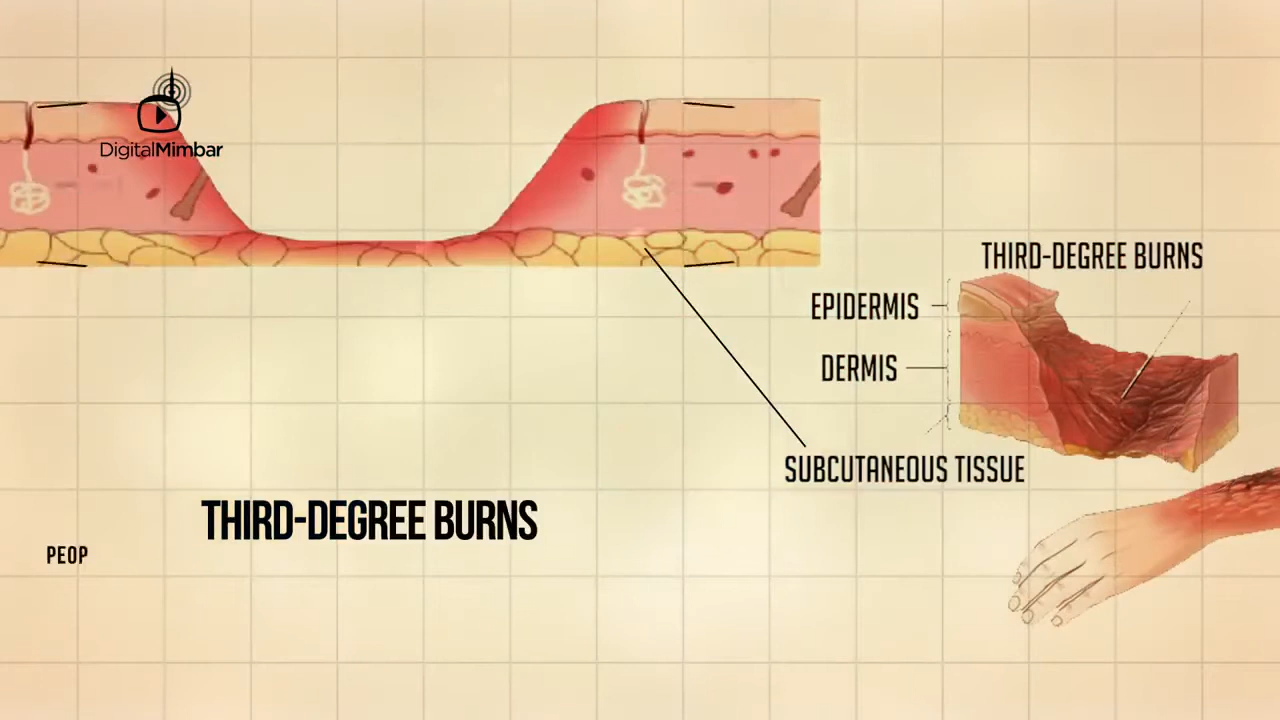 DigitalMimbar
THIRD-DEGREE BURNS
EPIDERMIS
DERMIS
SUBCUTANEOUS TISSUE
THIRD-DEGREE BURNS
PEOP